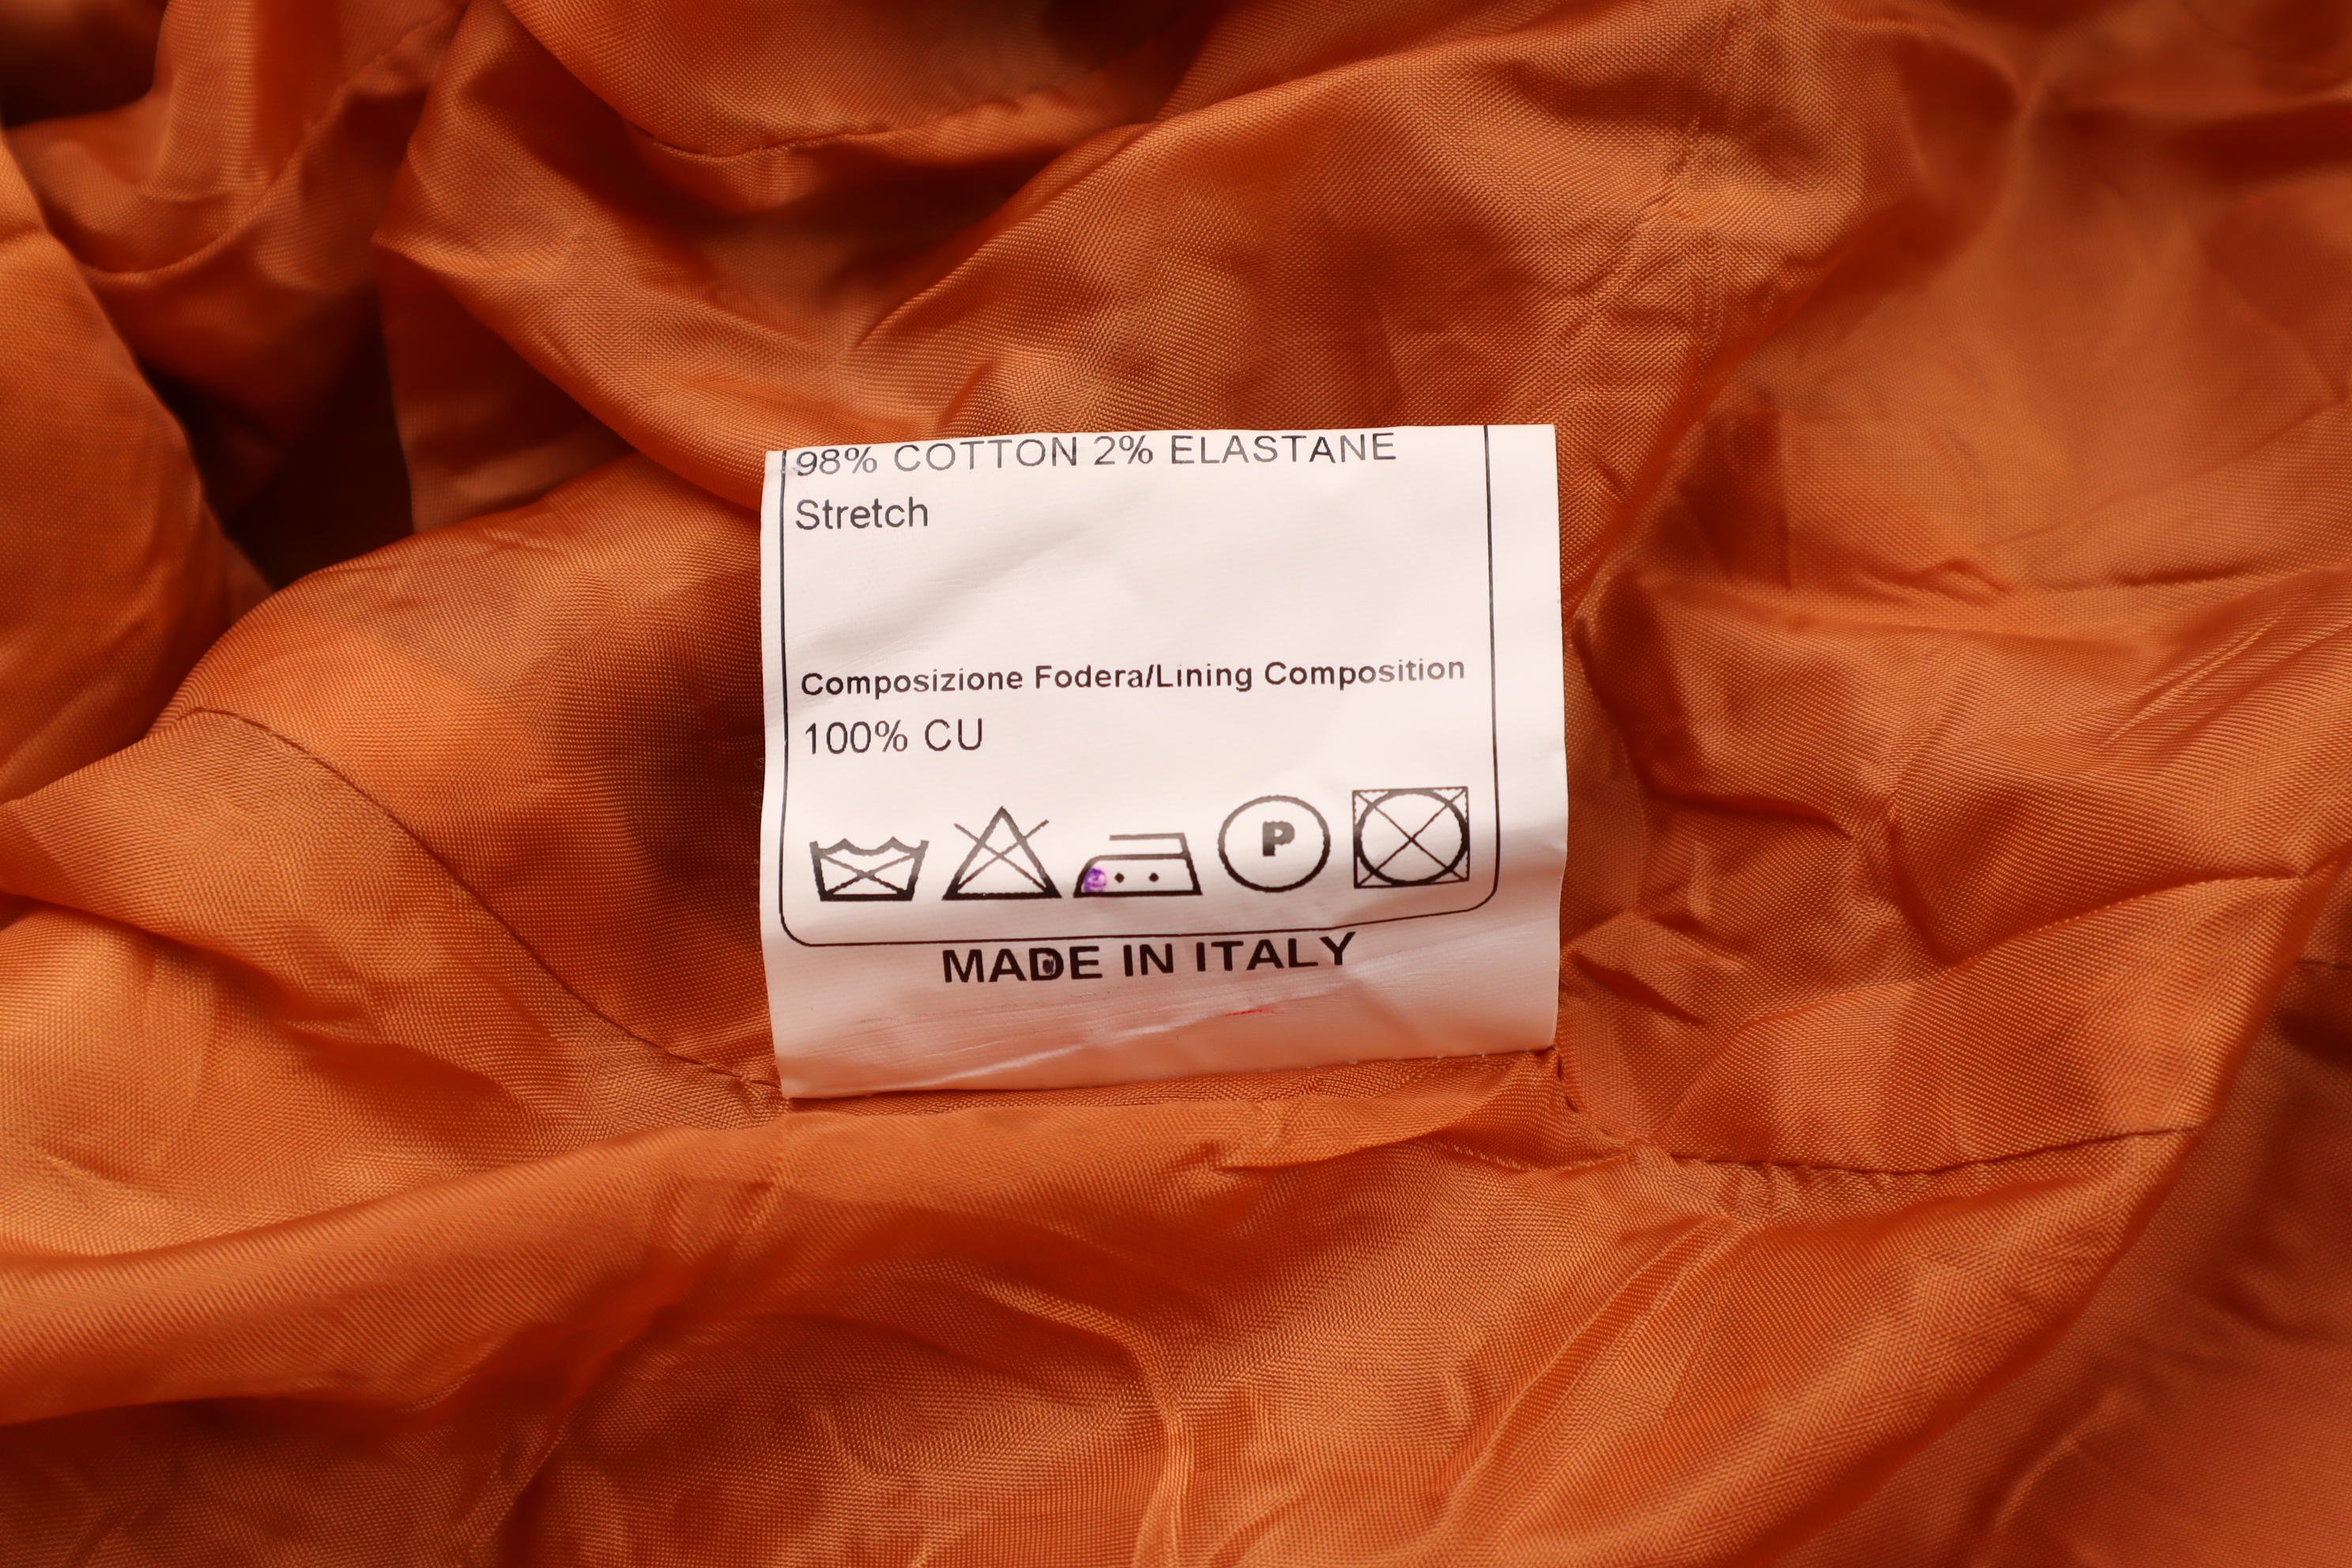 98% COTTON 2% ELASTANE
Stretch
Composizione Fodera/Lining Composition
100% CU
P
MADE IN ITALY